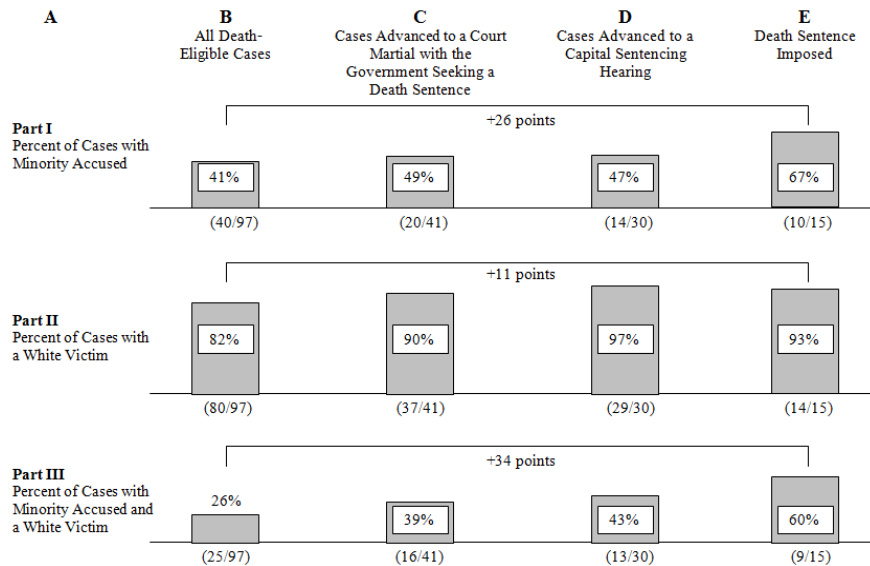 A
B
C
D
E
All Death-
Eligible Cases
Cases Advanced to a Court
Martial with the
Government Seeking a
Death Sentence
Cases Advanced to a
Capital Sentencing
Hearing
Death Sentence
Imposed
Part I
Percent of Cases with
Minority Accused
+26 points
41%
49%
47%
67%
(40/97)
(20/41)
(14/30)
(10/15)
Part II
Percent of Cases with
a White Victim
+11 points
82%
90%
97%
93%
(80/97)
(37/41)
(29/30)
(14/15)
Part III
Percent of Cases with
Minority Accused and
a White Victim
+34 points
26%
39%
43%
60%
(25/97)
(16/41)
(13/30)
(9/15)